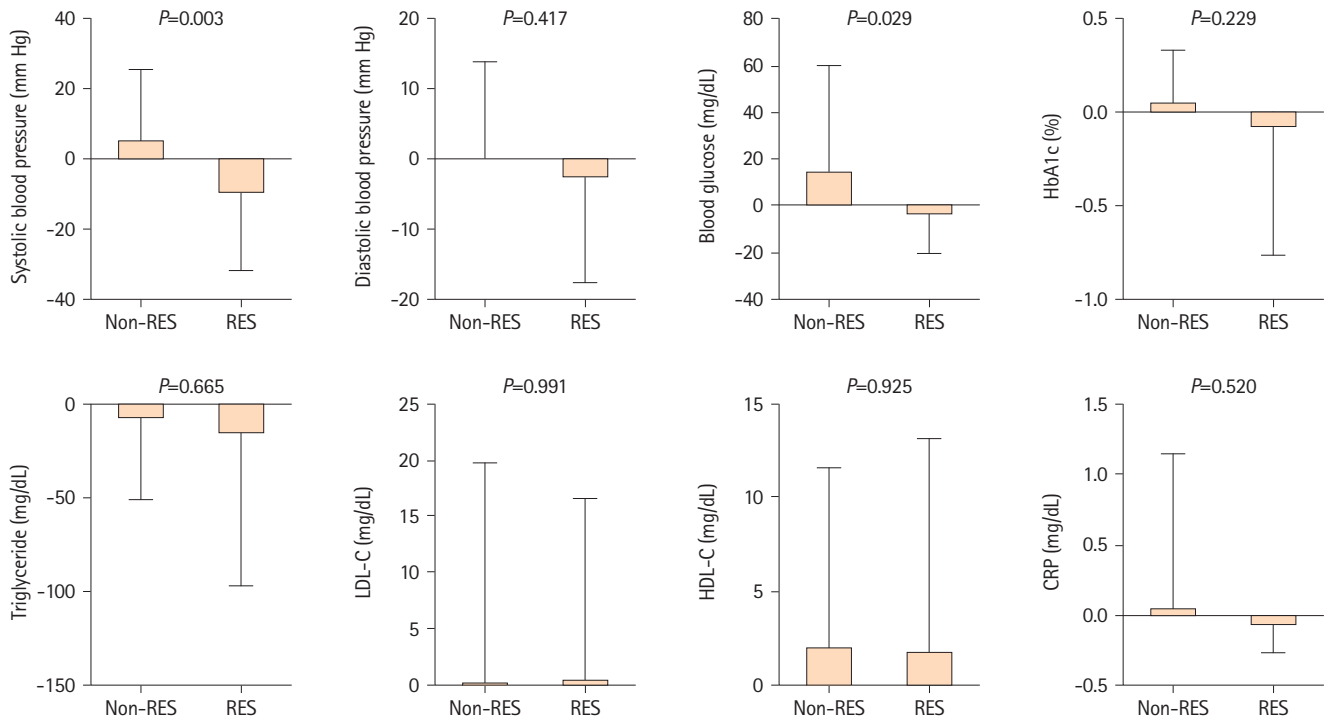 P=0.003
Systolic blood pressure (mm Hg)
40
20
0
-20
-40
Non-RES RES
P=0.417
Diastolic blood pressure (mm Hg)
20
10
0
-10
-20
Non-RES RES
P=0.029
Blood glucose (mg/dL)
80
60
40
20
0
-20
-40
Non-RES RES
P=0.229
HbA1c (%)
0.5
0.0
-0.5
-1.0
Non-RES RES
P=0.665
Triglyceride (mg/dL)
0
-50
-100
-150
Non-RES RES
P=0.991
LDL-C (mg/dL)
25
20
15
10
5
0
Non-RES RES
P=0.925
HDL-C (mg/dL)
15
10
5
0
Non-RES RES
P=0.520
CRP (mg/dL)
1.5
1.0
0.5
0.0
-0.5
Non-RES RES